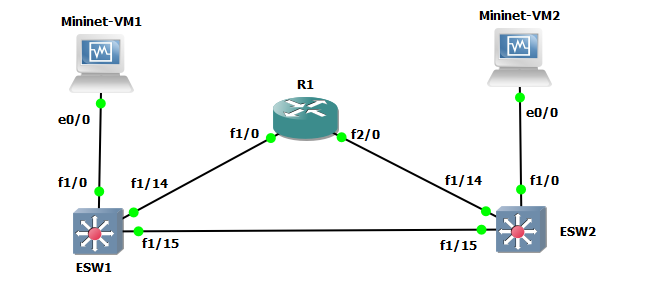 Mininet-VM1
Mininet-VM2
R1
e0/0
e0/0
f1/0
f2/0
f1/0
f1/14
f1/14
f1/0
f1/15
f1/15
ESW1
ESW2